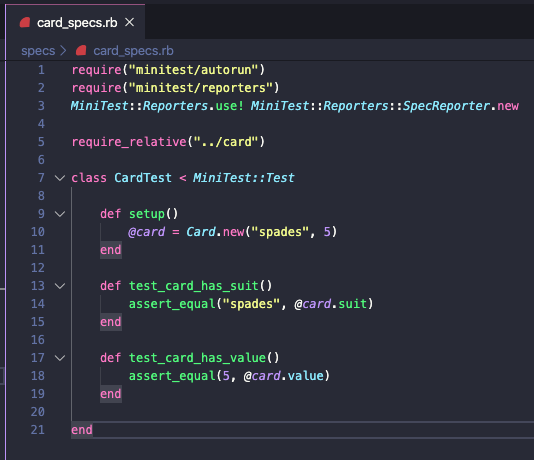 card_specs.rb
specs > card_specs.rb
1 require("minitest/autorun")
2 require("minitest/reporters")
3 MiniTest::Reporters.use! MiniTest::Reporters::SpecReporter.new
4
5 require_relative("../card")
6
7 class CardTest < MiniTest::Test
8
9     def setup()
10         @card = Card.new("spades", 5)
11     end
12
13     def test_card_has_suit()
14         assert_equal("spades", @card.suit)
15     end
16
17     def test_card_has_value()
18         assert_equal(5, @card.value)
19     end
20
21 end